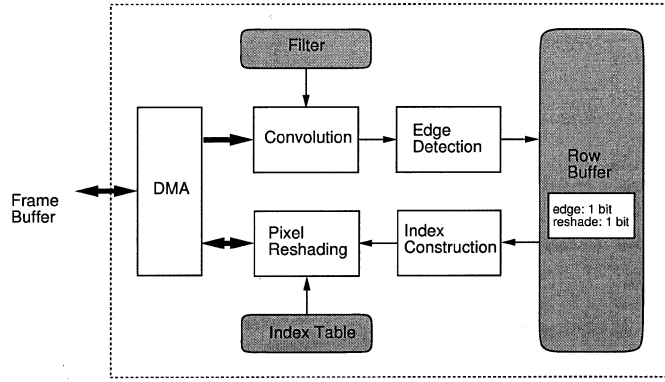 Filter
Convolution
Edge
Detection
Row
Buffer
edge: 1 bit
reshade: 1 bit
DMA
Frame
Buffer
Pixel
Reshading
Index
Construction
Index Table